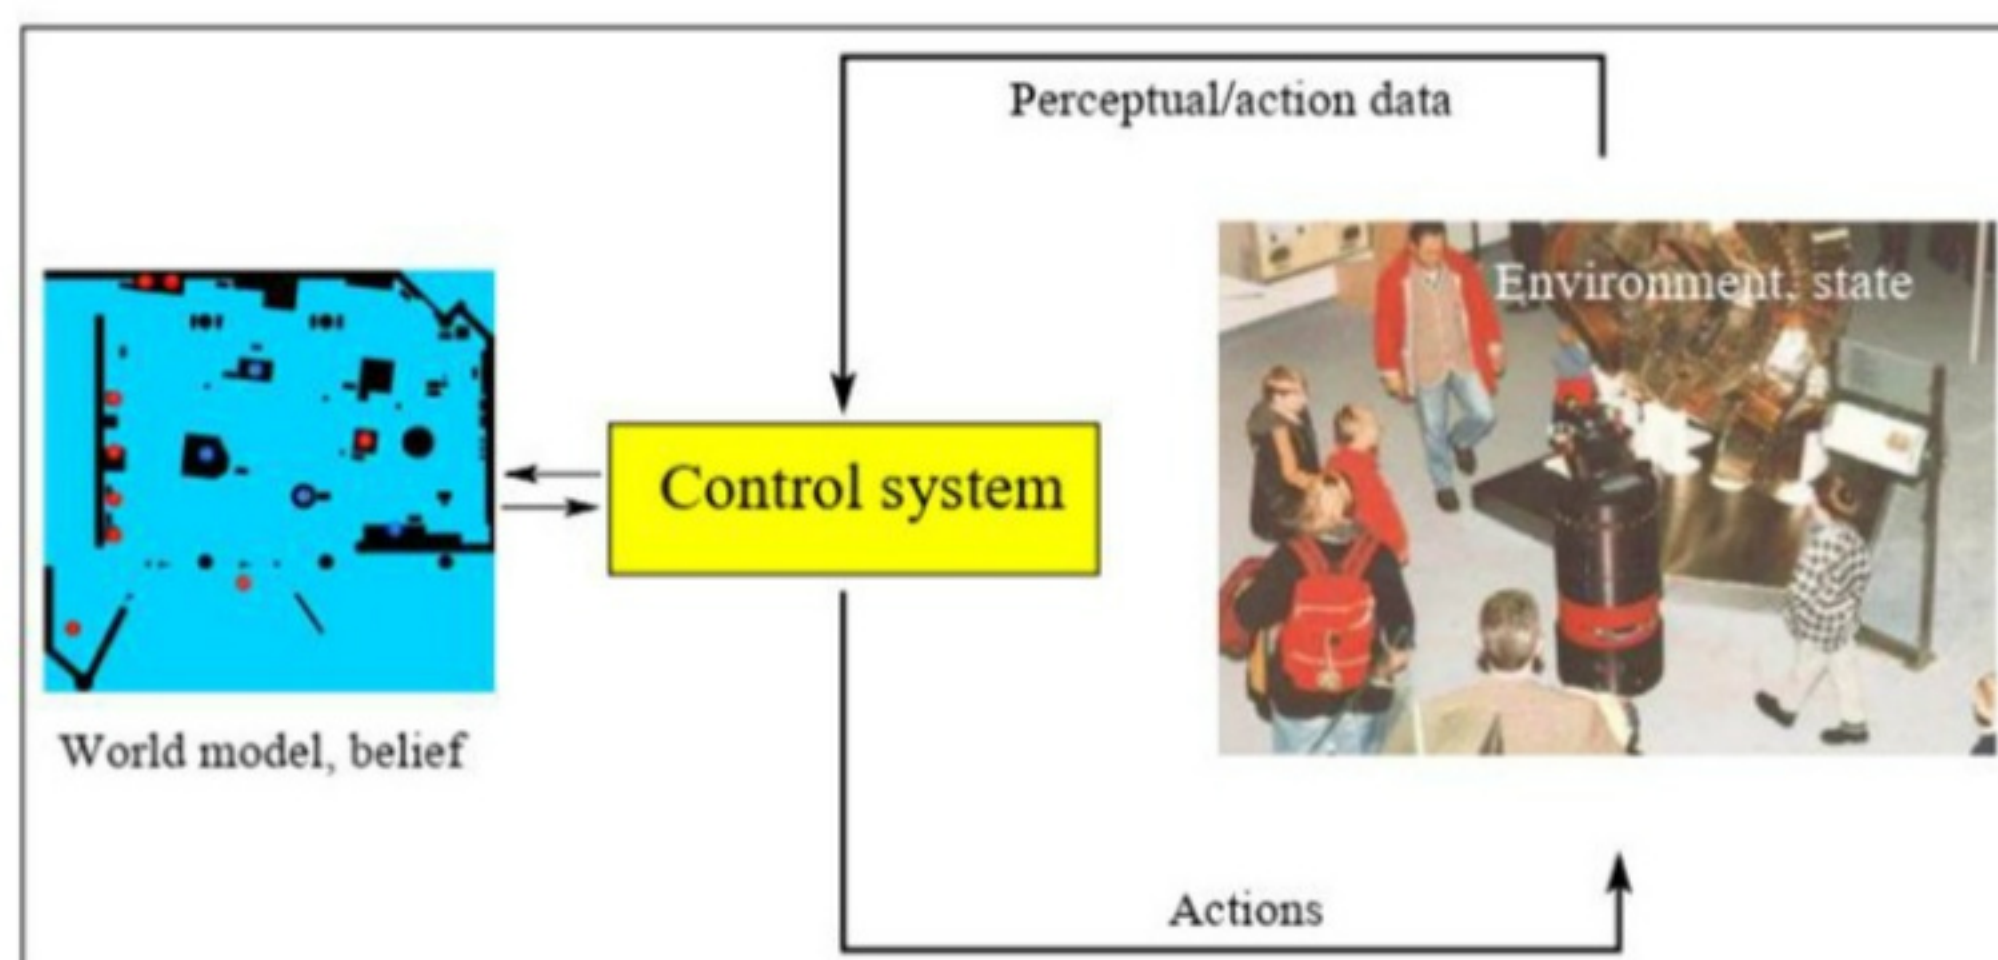 Perceptual/action data
Environment, state
Control system
World model, belief
Actions